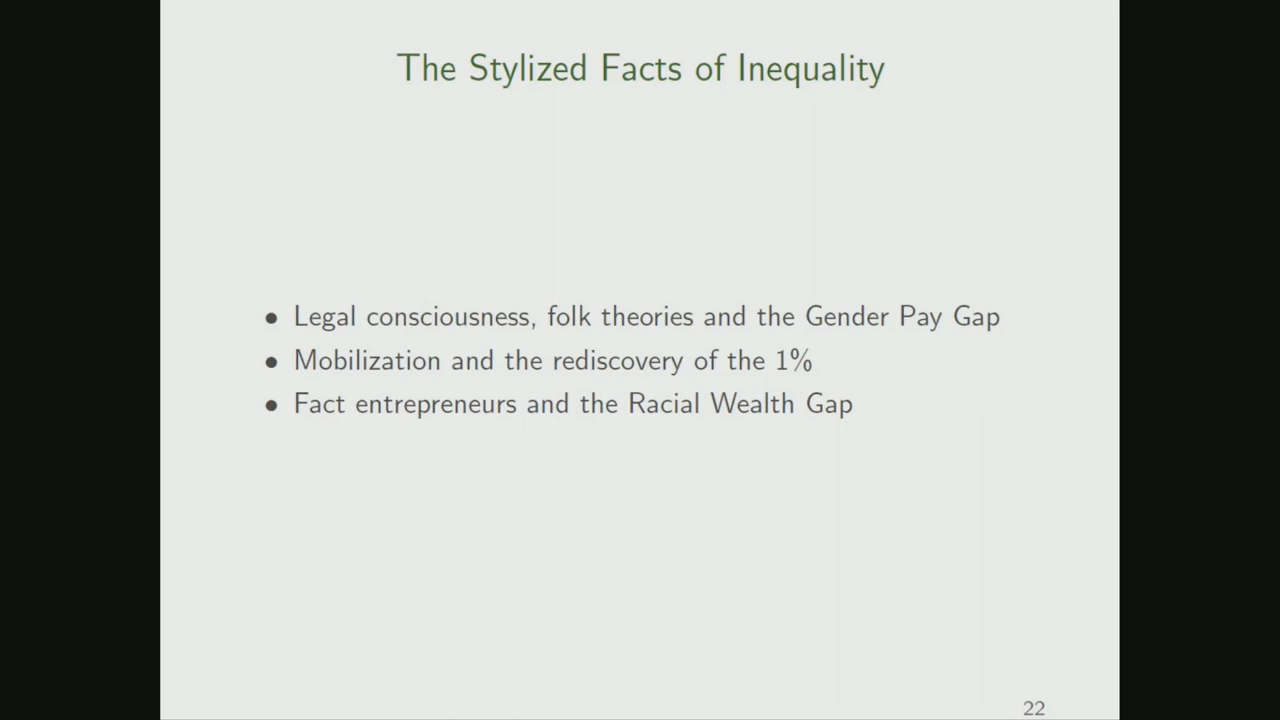 The Stylized Facts of Inequality
• Legal consciousness, folk theories and the Gender Pay Gap
• Mobilization and the rediscovery of the 1%
• Fact entrepreneurs and the Racial Wealth Gap
22